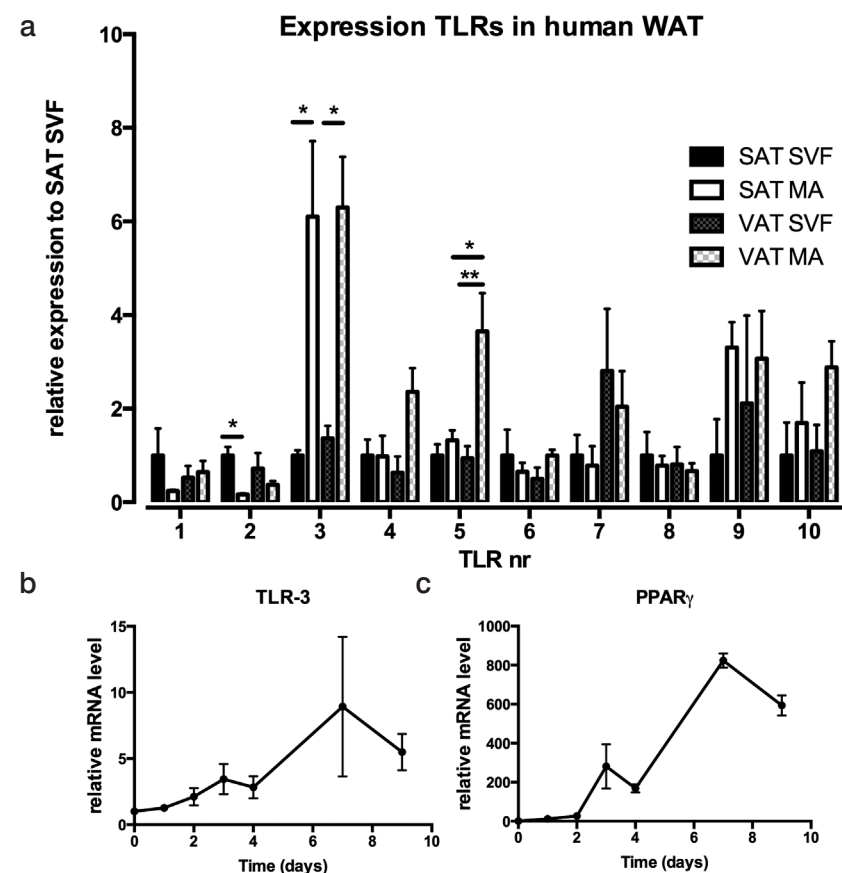 a
Expression TLRs in human WAT
relative expression to SAT SVF
10
8
6
4
2
0
* *
*
*
**
SAT SVF
SAT MA
VAT SVF
VAT MA
1 2 3 4 5 6 7 8 9 10
TLR nr
b
TLR-3
relative mRNA level
15
10
5
0
0 2 4 6 8 10
Time (days)
c
PPARγ
relative mRNA level
1000
800
600
400
200
0
0 2 4 6 8 10
Time (days)